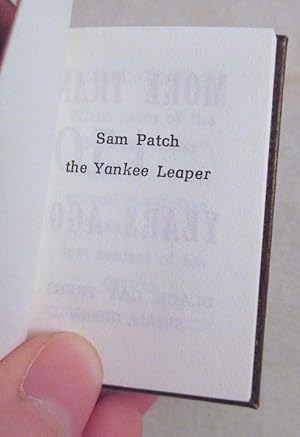 Sam Patch
the Yankee Leaper